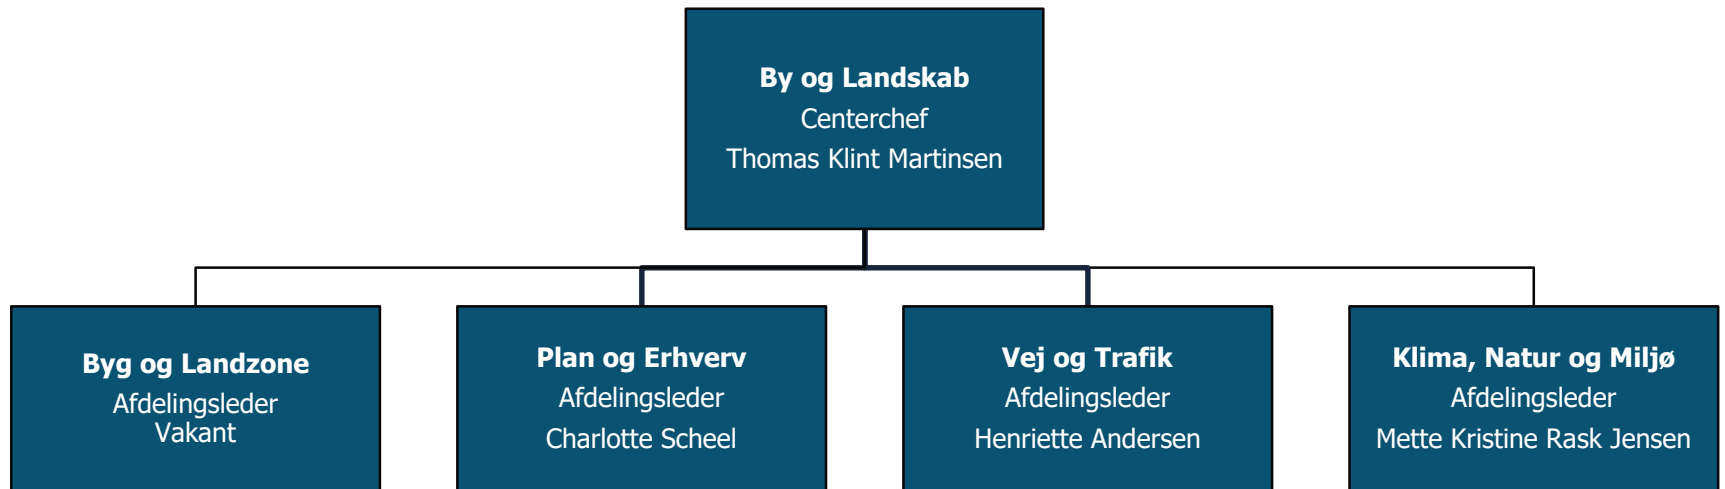 By og Landskab
Centerchef
Thomas Klint Martinsen
Byg og Landzone
Afdelingsleder
Vakant
Plan og Erhverv
Afdelingsleder
Charlotte Scheel
Vej og Trafik
Afdelingsleder
Henriette Andersen
Klima, Natur og Miljø
Afdelingsleder
Mette Kristine Rask Jensen